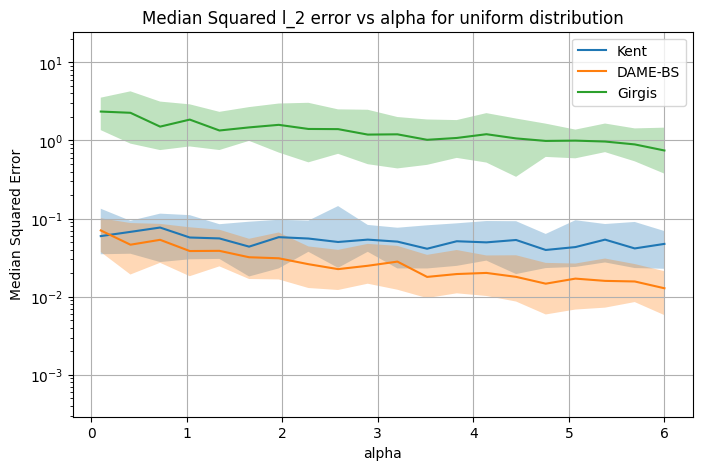 Median Squared l_2 error vs alpha for uniform distribution
Median Squared Error
10^1
10^0
10^-1
10^-2
10^-3
Kent
DAME-BS
Girgis
0 1 2 3 4 5 6
alpha